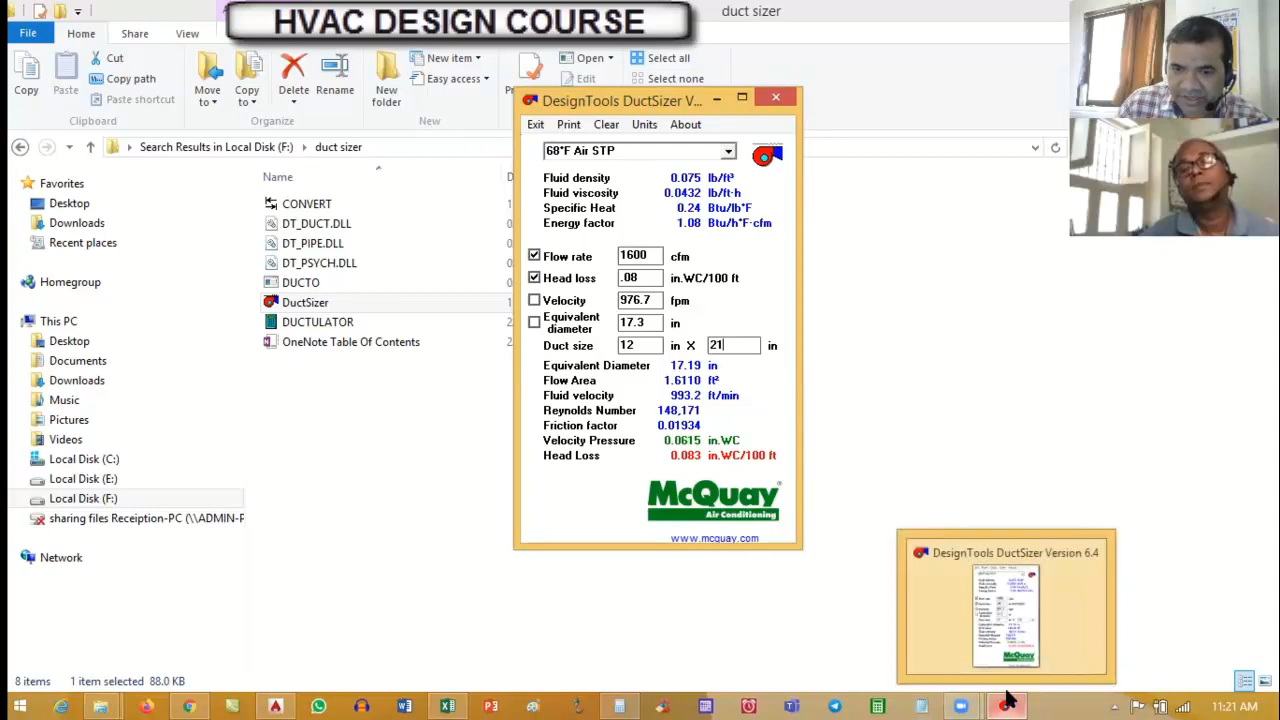 HVAC DESIGN COURSE
duct sizer
File
Home
Share
View
Copy
Paste
Cut
Copy path
Paste shortcut
Clipboard
Move to
Copy to
Delete
Rename
Organize
New folder
New item
Easy access
New
Open
Edit
Select all
Select none
Search Results in Local Disk (F:)
duct sizer
Favorites
Desktop
Downloads
Recent places
Homegroup
This PC
Desktop
Documents
Downloads
Music
Pictures
Videos
Local Disk (C:)
Local Disk (E:)
Local Disk (F:)
sharing files Receiption-PC (\\ADMIN-P
Network
Name
CONVERT
DT_DUCT.DLL
DT_PIPE.DLL
DT_PSYCH.DLL
DUCTO
DuctSizer
DUCTULATOR
OneNote Table Of Contents
DesignTools DuctSizer V...
Exit Print Clear Units About
68*F Air STP
Fluid density 0.075 lb/ft³
Fluid viscosity 0.0432 lb/ft·h
Specific Heat 0.24 Btu/lb*F
Energy factor 1.08 Btu/h*F·cfm
Flow rate 1600 cfm
Head loss .08 in.WC/100 ft
Velocity 976.7 fpm
Equivalent diameter 17.3 in
Duct size 12 in X 21 in
Equivalent Diameter 17.19 in
Flow Area 1.6110 ft²
Fluid velocity 993.2 ft/min
Reynolds Number 148,171
Friction factor 0.01934
Velocity Pressure 0.0615 in.WC
Head Loss 0.083 in.WC/100 ft
McQuay
Air Conditioning
www.mcquay.com
DesignTools DuctSizer Version 6.4
McQuay
8 items
1 item selected 88.0 KB
11:21 AM